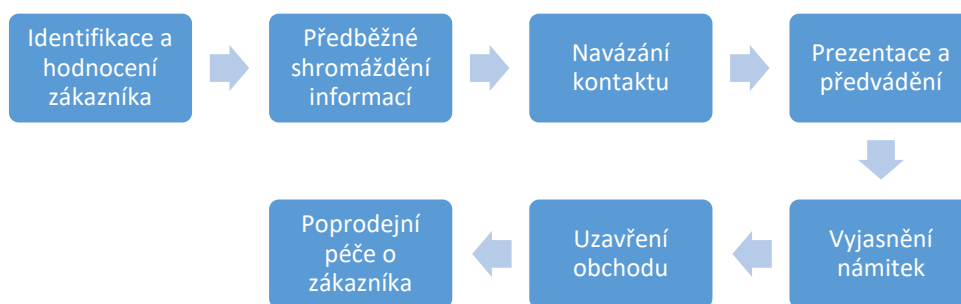 Identifikace a
hodnocení
zákazníka
Předběžné
shromáždění
informací
Navázání
kontaktu
Prezentace a
předvádění
Vyjasnění
námitek
Uzavření
obchodu
Poprodejní
péče o
zákazníka